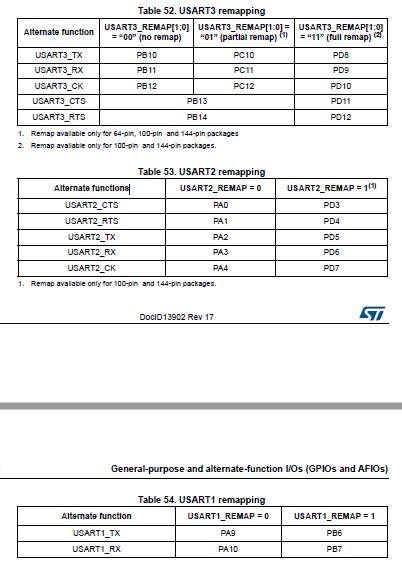 Table 52. USART3 remapping
Alternate function USART3_REMAP[1:0] = “00” (no remap) USART3_REMAP[1:0] = “01” (partial remap) (1) USART3_REMAP[1:0] = “11” (full remap) (2)
USART3_TX PB10 PC10 PD8
USART3_RX PB11 PC11 PD9
USART3_CK PB12 PC12 PD10
USART3_CTS PB13 PD11
USART3_RTS PB14 PD12
1. Remap available only for 64-pin, 100-pin and 144-pin packages
2. Remap available only for 100-pin and 144-pin packages.
Table 53. USART2 remapping
Alternate functions USART2_REMAP = 0 USART2_REMAP = 1(1)
USART2_CTS PA0 PD3
USART2_RTS PA1 PD4
USART2_TX PA2 PD5
USART2_RX PA3 PD6
USART2_CK PA4 PD7
1. Remap available only for 100-pin and 144-pin packages.
DocID13902 Rev 17 ST
General-purpose and alternate-function I/Os (GPIOs and AFIOs)
Table 54. USART1 remapping
Alternate function USART1_REMAP = 0 USART1_REMAP = 1
USART1_TX PA9 PB6
USART1_RX PA10 PB7